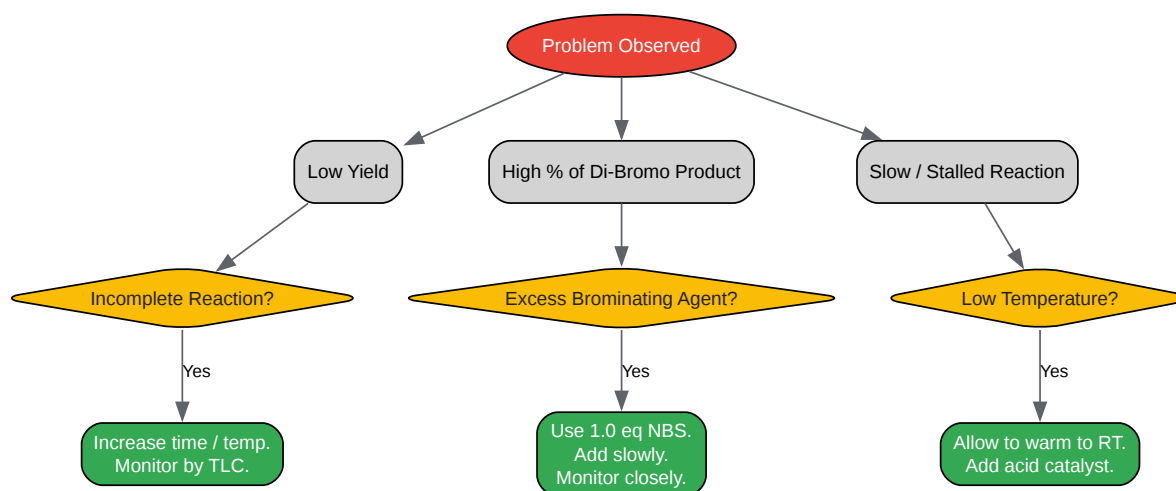 Problem Observed
Low Yield
High % of Di-Bromo Product
Slow / Stalled Reaction
Incomplete Reaction?
Excess Brominating Agent?
Low Temperature?
Yes
Yes
Yes
Increase time / temp.
Monitor by TLC.
Use 1.0 eq NBS.
Add slowly.
Monitor closely.
Allow to warm to RT.
Add acid catalyst.